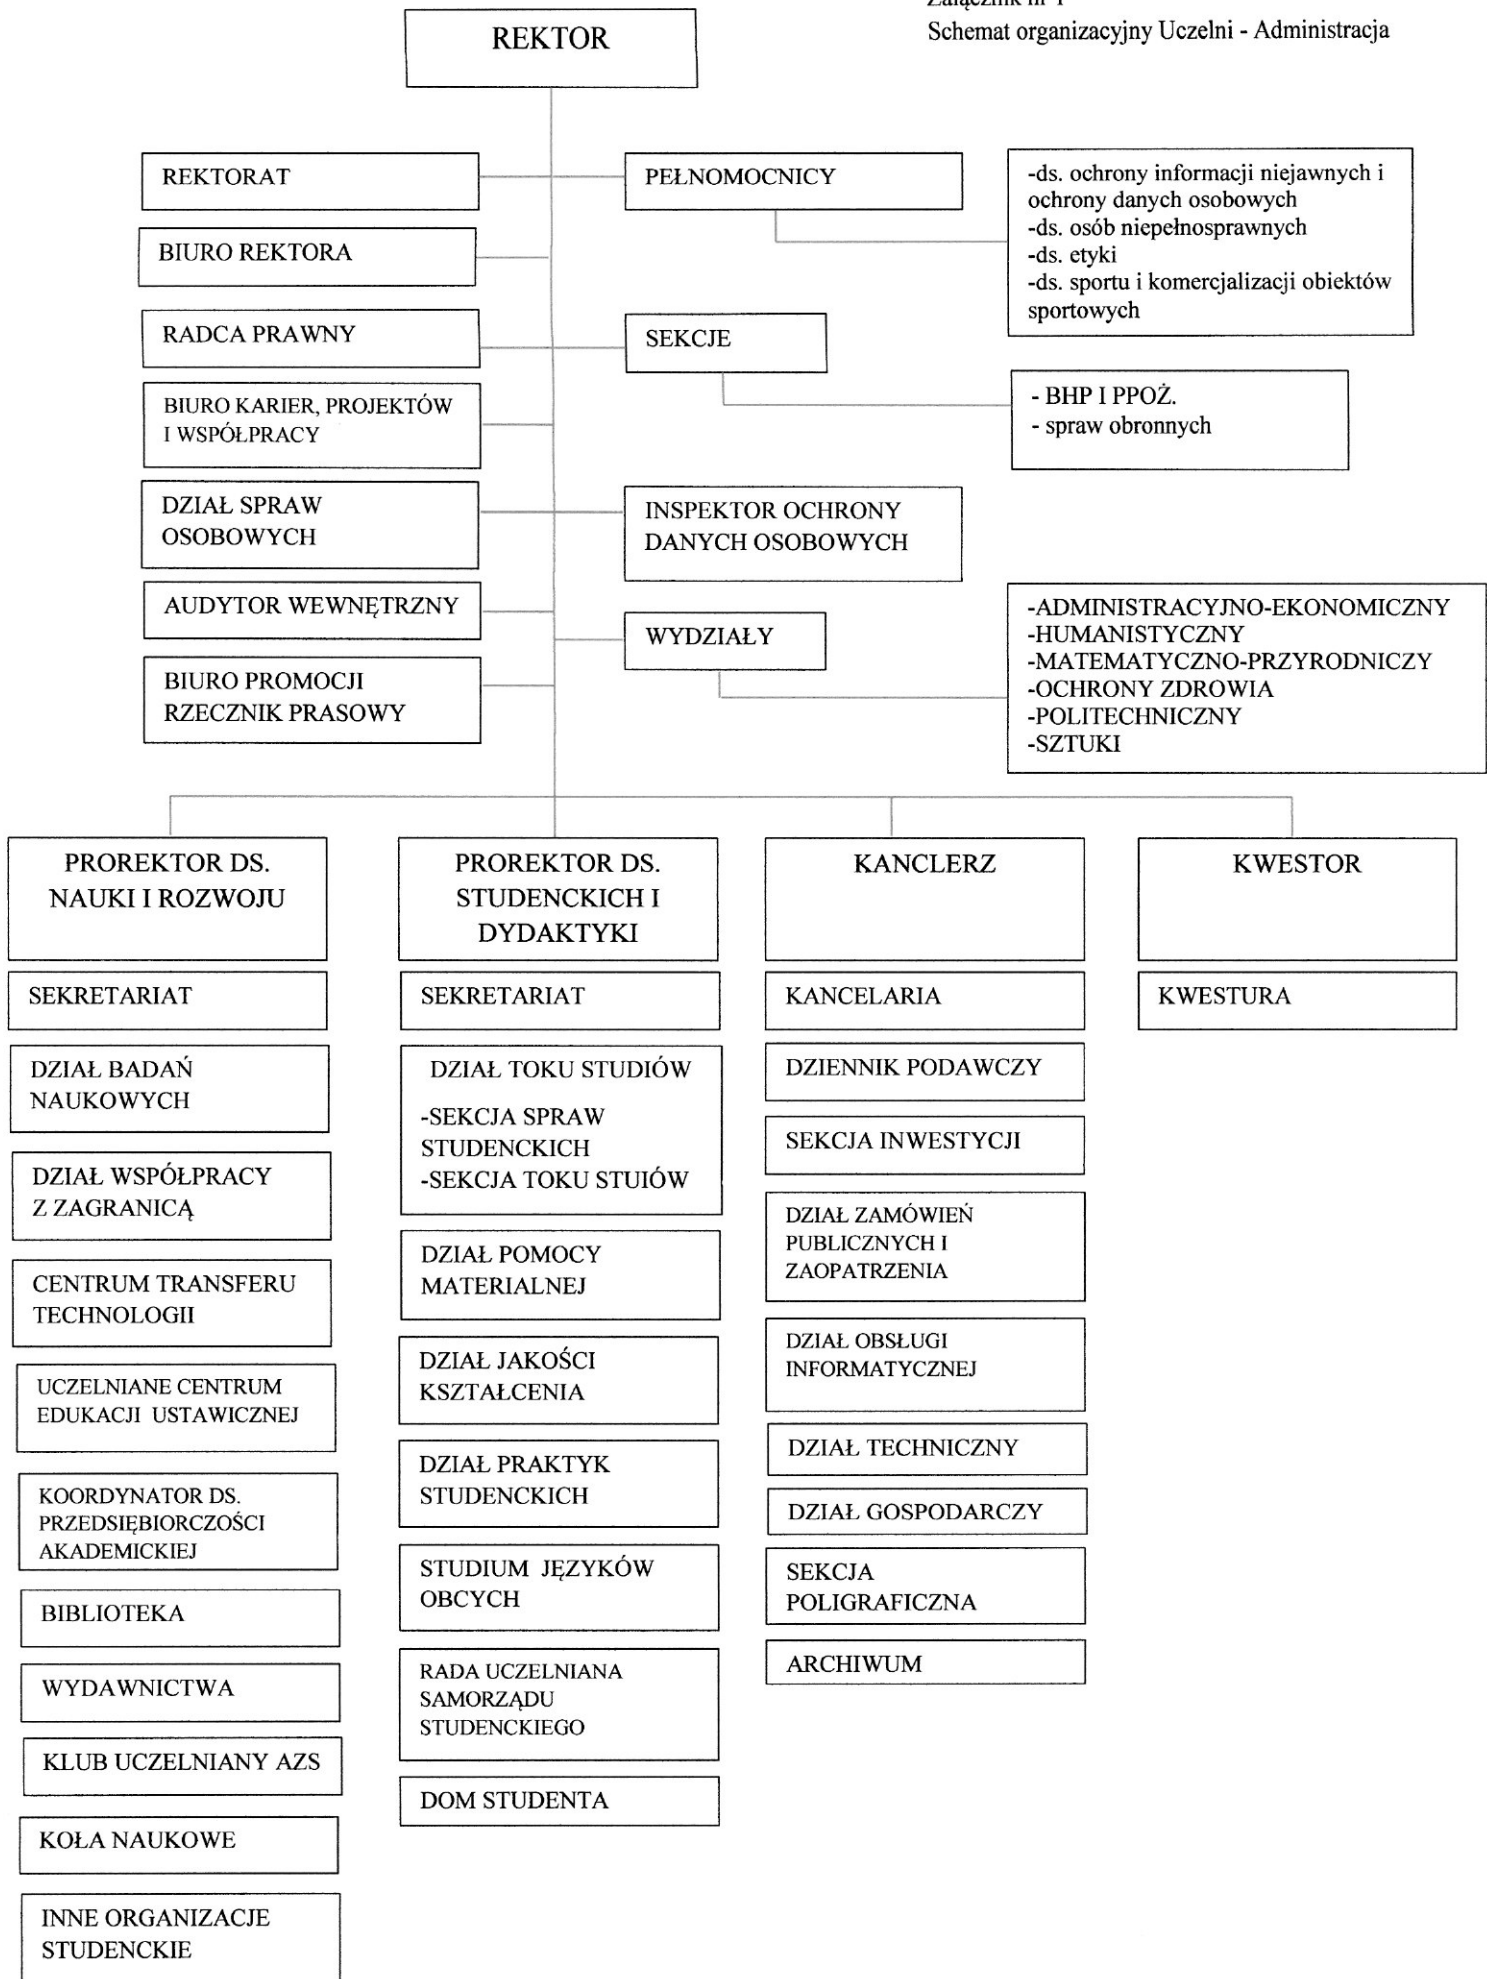 Załącznik nr 1
Schemat organizacyjny Uczelni - Administracja
REKTOR
REKTORAT
PEŁNOMOCNICY
-ds. ochrony informacji niejawnych i
ochrony danych osobowych
-ds. osób niepełnosprawnych
-ds. etyki
-ds. sportu i komercjalizacji obiektów
sportowych
BIURO REKTORA
RADCA PRAWNY
SEKCJE
- BHP I PPOŻ.
- spraw obronnych
BIURO KARIER, PROJEKTÓW
I WSPÓŁPRACY
DZIAŁ SPRAW
OSOBOWYCH
INSPEKTOR OCHRONY
DANYCH OSOBOWYCH
AUDYTOR WEWNĘTRZNY
WYDZIAŁY
-ADMINISTRACYJNO-EKONOMICZNY
-HUMANISTYCZNY
-MATEMATYCZNO-PRZYRODNICZY
-OCHRONY ZDROWIA
-POLITECHNICZNY
-SZTUKI
BIURO PROMOCJI
RZECZNIK PRASOWY
PROREKTOR DS.
NAUKI I ROZWOJU
SEKRETARIAT
DZIAŁ BADAŃ
NAUKOWYCH
DZIAŁ WSPÓŁPRACY
Z ZAGRANICĄ
CENTRUM TRANSFERU
TECHNOLOGII
UCZELNIANE CENTRUM
EDUKACJI USTAWICZNEJ
KOORDYNATOR DS.
PRZEDSIĘBIORCZOŚCI
AKADEMICKIEJ
BIBLIOTEKA
WYDAWNICTWA
KLUB UCZELNIANY AZS
KOŁA NAUKOWE
INNE ORGANIZACJE
STUDENCKIE
PROREKTOR DS.
STUDENCKICH I
DYDAKTYKI
SEKRETARIAT
DZIAŁ TOKU STUDIÓW
-SEKCJA SPRAW
STUDENCKICH
-SEKCJA TOKU STUIÓW
DZIAŁ POMOCY
MATERIALNEJ
DZIAŁ JAKOŚCI
KSZTAŁCENIA
DZIAŁ PRAKTYK
STUDENCKICH
STUDIUM JĘZYKÓW
OBCYCH
RADA UCZELNIANA
SAMORZĄDU
STUDENCKIEGO
DOM STUDENTA
KANCLERZ
KANCELARIA
DZIENNIK PODAWCZY
SEKCJA INWESTYCJI
DZIAŁ ZAMÓWIEŃ
PUBLICZNYCH I
ZAOPATRZENIA
DZIAŁ OBSŁUGI
INFORMATYCZNEJ
DZIAŁ TECHNICZNY
DZIAŁ GOSPODARCZY
SEKCJA
POLIGRAFICZNA
ARCHIWUM
KWESTOR
KWESTURA